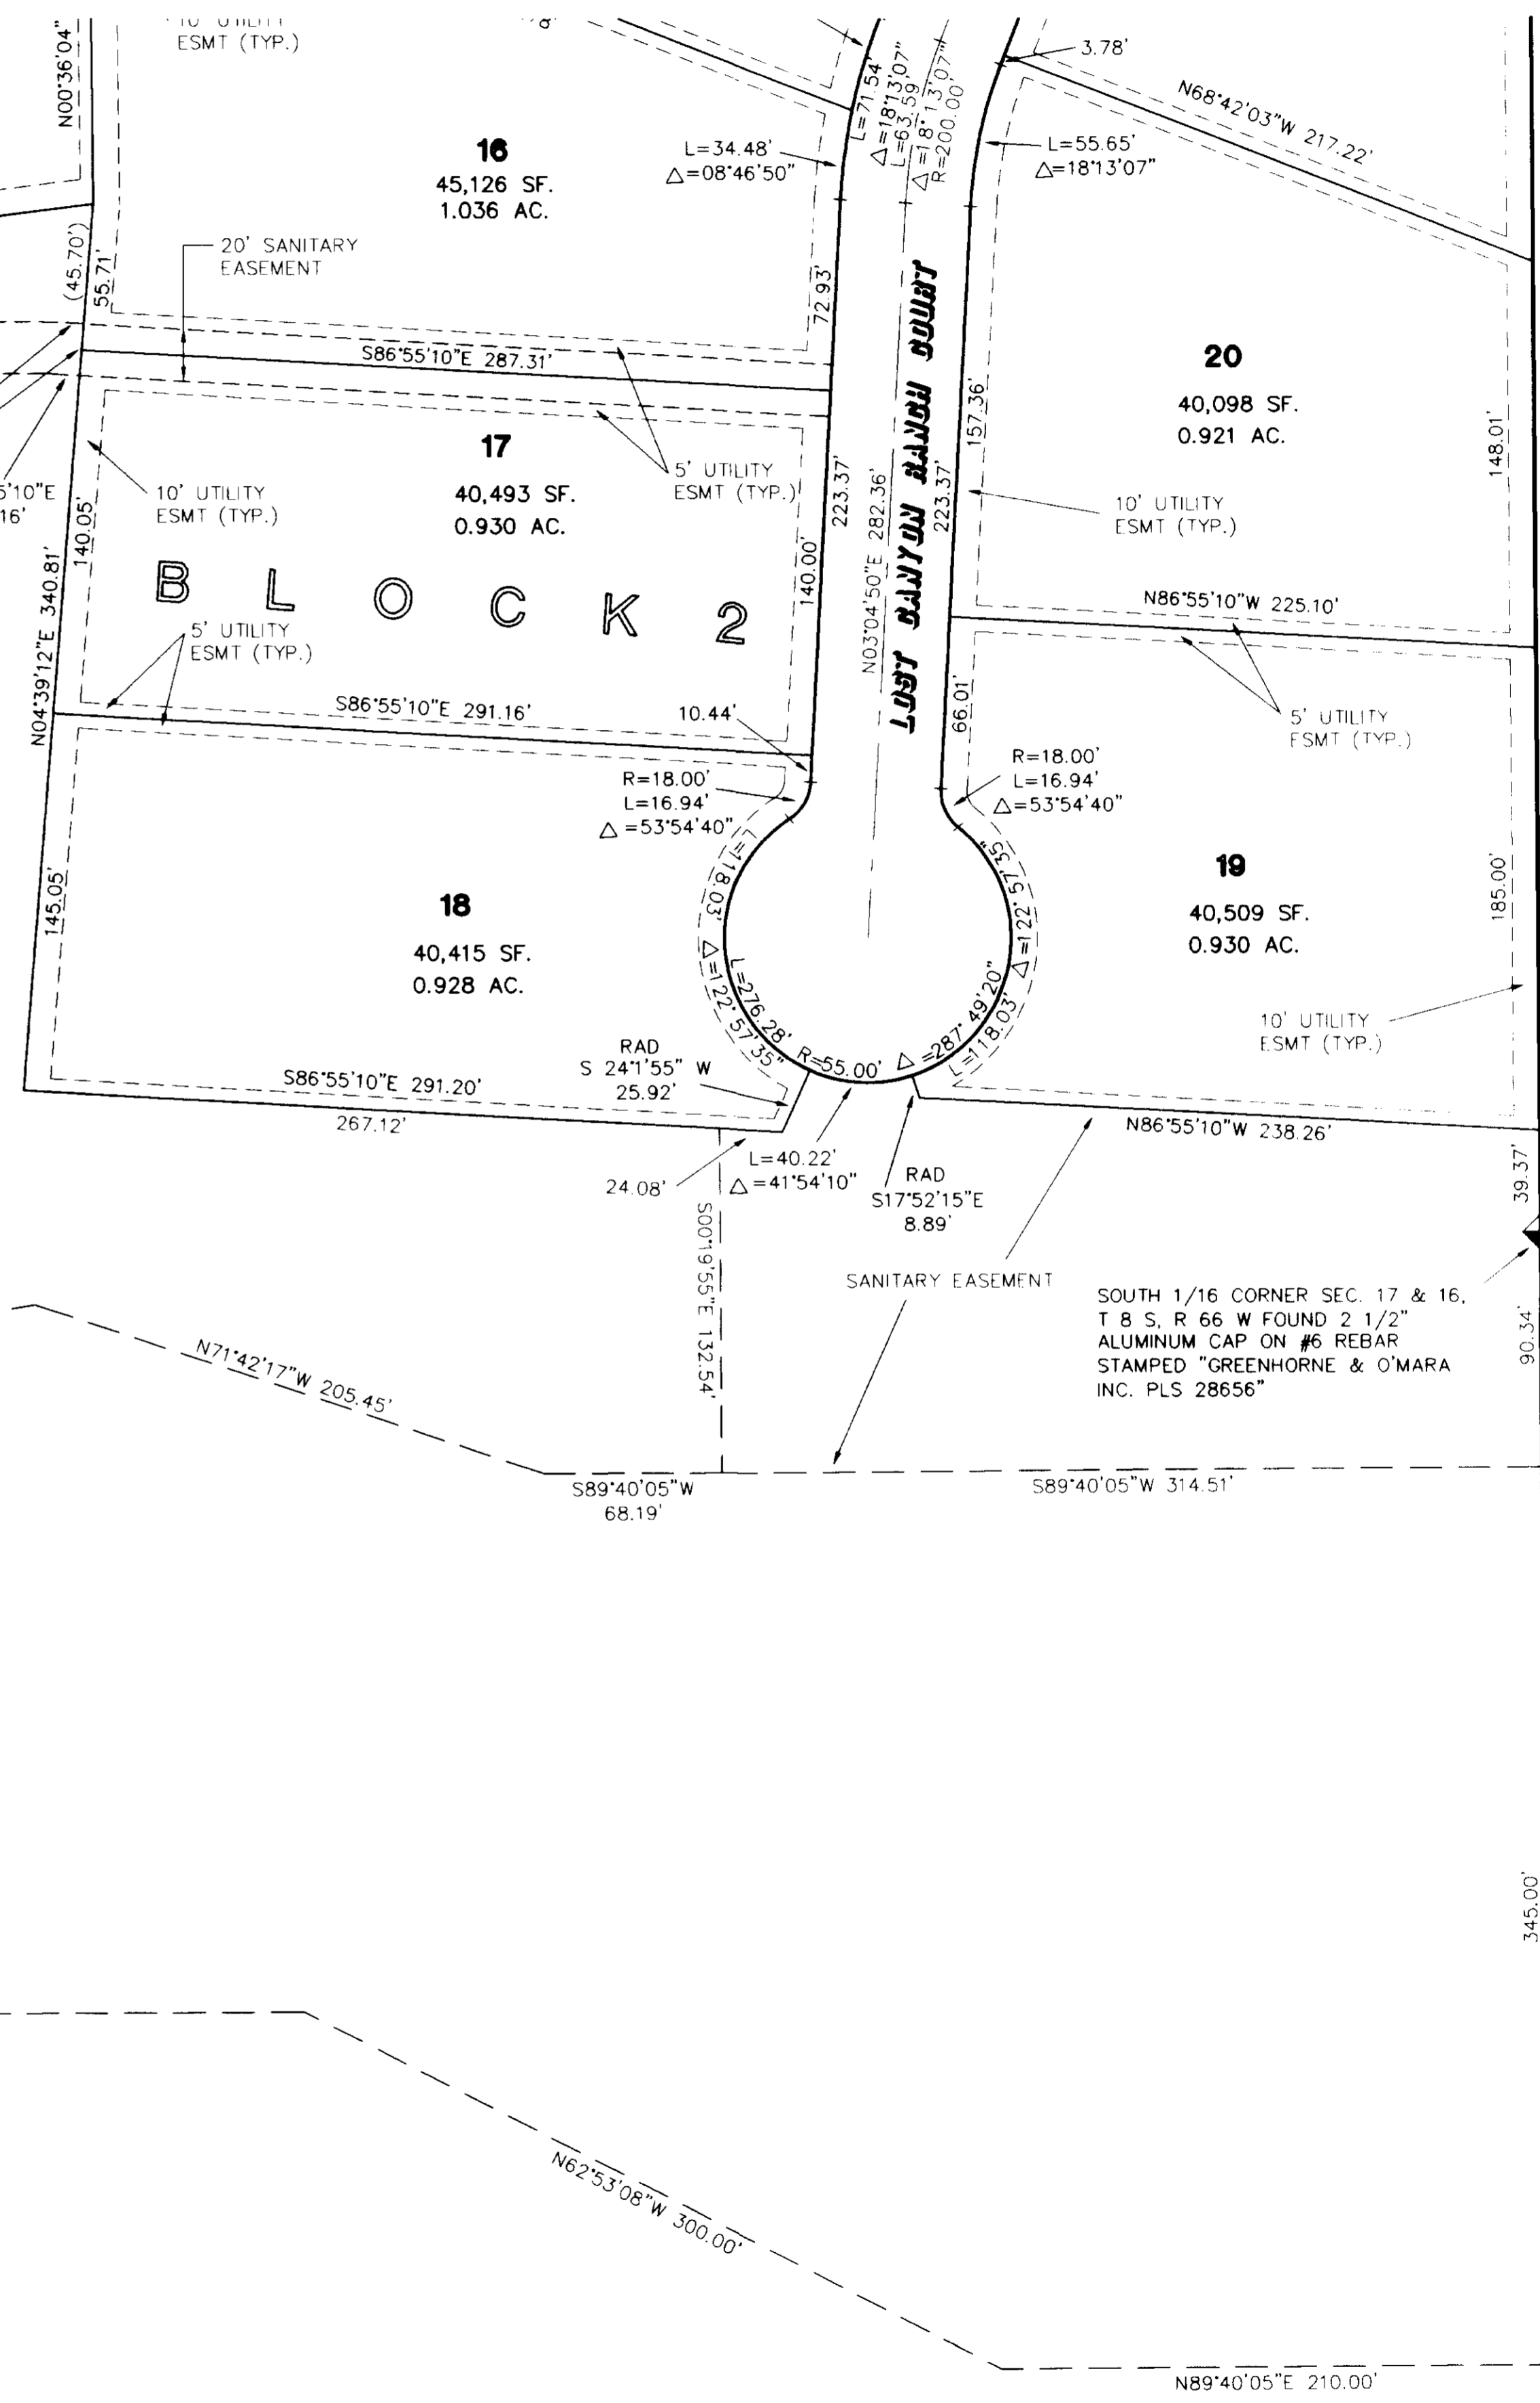 ESMT (TYP.)
N00°36'04"
16
45,126 SF.
1.036 AC.
L=34.48'
△=08°46'50"
L=71.54'
△=18°13'07"
L=63.59'
△=18°13'07"
R=200.00'
3.78'
N68°42'03"W 217.22'
L=55.65'
△=18°13'07"
(45.70')
55.71'
20' SANITARY
EASEMENT
72.93'
S86°55'10"E 287.31'
20
40,098 SF.
0.921 AC.
157.36'
148.01'
17
40,493 SF.
0.930 AC.
5' UTILITY
ESMT (TYP.)
10' UTILITY
ESMT (TYP.)
5'10"E
16'
140.05'
N04°39'12"E 340.81'
223.37'
N03°04'50"E 282.36'
LOST CANYON RANCH COURT
223.37'
10' UTILITY
ESMT (TYP.)
140.00'
BLOCK 2
5' UTILITY
ESMT (TYP.)
N86°55'10"W 225.10'
S86°55'10"E 291.16'
10.44'
66.01'
5' UTILITY
ESMT (TYP.)
R=18.00'
L=16.94'
△=53°54'40"
R=18.00'
L=16.94'
△=53°54'40"
L=118.03' △=122°57'35"
L=276.28' R=55.00' △=287°49'20"
L=118.03' △=122°57'35"
145.05'
18
40,415 SF.
0.928 AC.
19
40,509 SF.
0.930 AC.
185.00'
10' UTILITY
ESMT (TYP.)
RAD
S 24°1'55" W
25.92'
S86°55'10"E 291.20'
267.12'
24.08'
L=40.22'
△=41°54'10"
RAD
S17°52'15"E
8.89'
N86°55'10"W 238.26'
39.37'
S00°19'55"E 132.54'
SANITARY EASEMENT
SOUTH 1/16 CORNER SEC. 17 & 16,
T 8 S, R 66 W FOUND 2 1/2"
ALUMINUM CAP ON #6 REBAR
STAMPED "GREENHORNE & O'MARA
INC. PLS 28656"
90.34'
N71°42'17"W 205.45'
S89°40'05"W
68.19'
S89°40'05"W 314.51'
345.00'
N62°53'08"W 300.00'
N89°40'05"E 210.00'